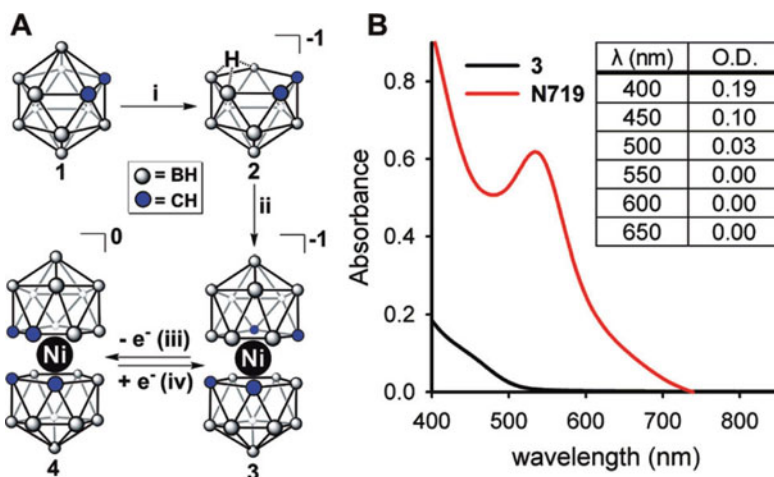 A
H
-1
i
1
2
= BH
= CH
ii
0
-1
Ni
- e⁻ (iii)
+ e⁻ (iv)
Ni
4
3
B
3
N719
λ (nm) O.D.
400 0.19
450 0.10
500 0.03
550 0.00
600 0.00
650 0.00
Absorbance
0.8
0.6
0.4
0.2
0.0
400 500 600 700 800
wavelength (nm)